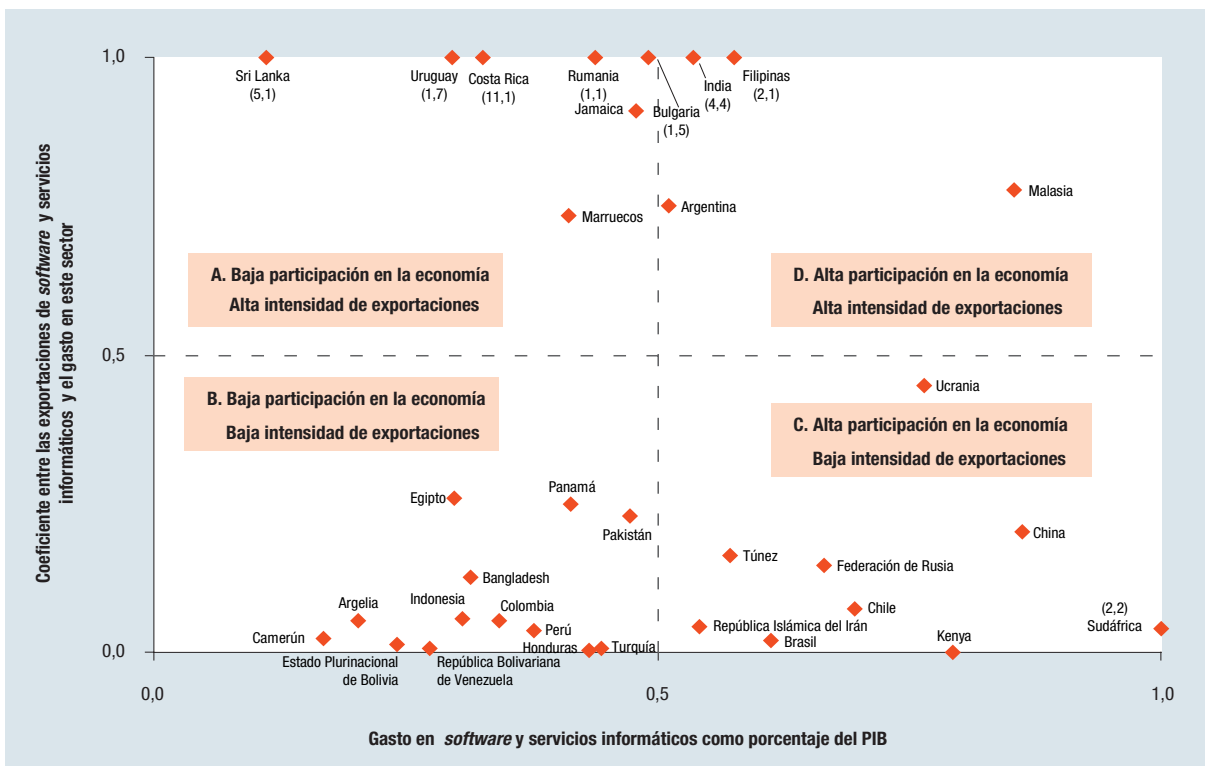 Coeficiente entre las exportaciones de software y servicios
informáticos y el gasto en este sector
1,0
Sri Lanka
(5,1)
Uruguay
(1,7)
Costa Rica
(11,1)
Rumania
(1,1)
Jamaica
Bulgaria
(1,5)
India
(4,4)
Filipinas
(2,1)
Marruecos
Argentina
Malasia
A. Baja participación en la economía
Alta intensidad de exportaciones
D. Alta participación en la economía
Alta intensidad de exportaciones
0,5
B. Baja participación en la economía
Baja intensidad de exportaciones
Ucrania
C. Alta participación en la economía
Baja intensidad de exportaciones
Egipto
Panamá
Pakistán
China
Túnez
Federación de Rusia
Bangladesh
Argelia
Indonesia
Colombia
Chile
(2,2)
Sudáfrica
Camerún
Perú
República Islámica del Irán
Brasil
Kenya
Honduras
Turquía
0,0
Estado Plurinacional
de Bolivia
República Bolivariana
de Venezuela
0,0
0,5
1,0
Gasto en software y servicios informáticos como porcentaje del PIB